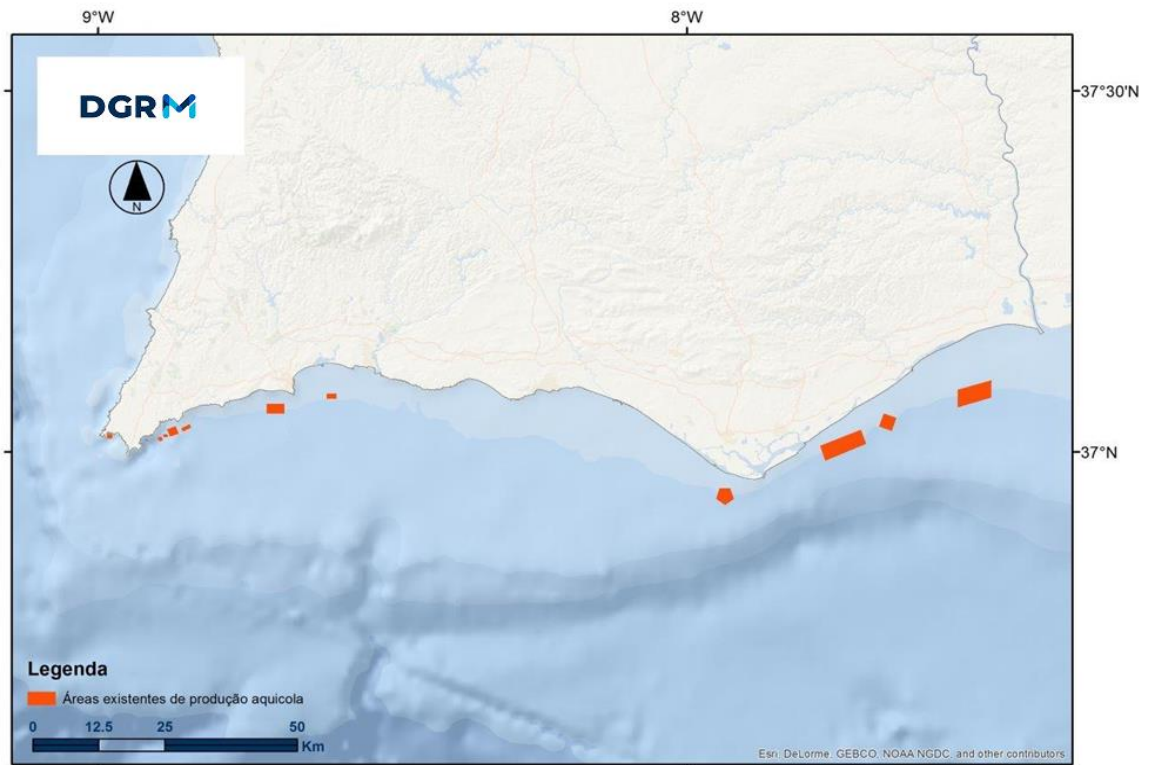 9°W 8°W
DGRM
37°30'N
N
37°N
Legenda
Áreas existentes de produção aquicola
0 12.5 25 50
Km
Esri, DeLorme, GEBCO, NOAA NGDC, and other contributors